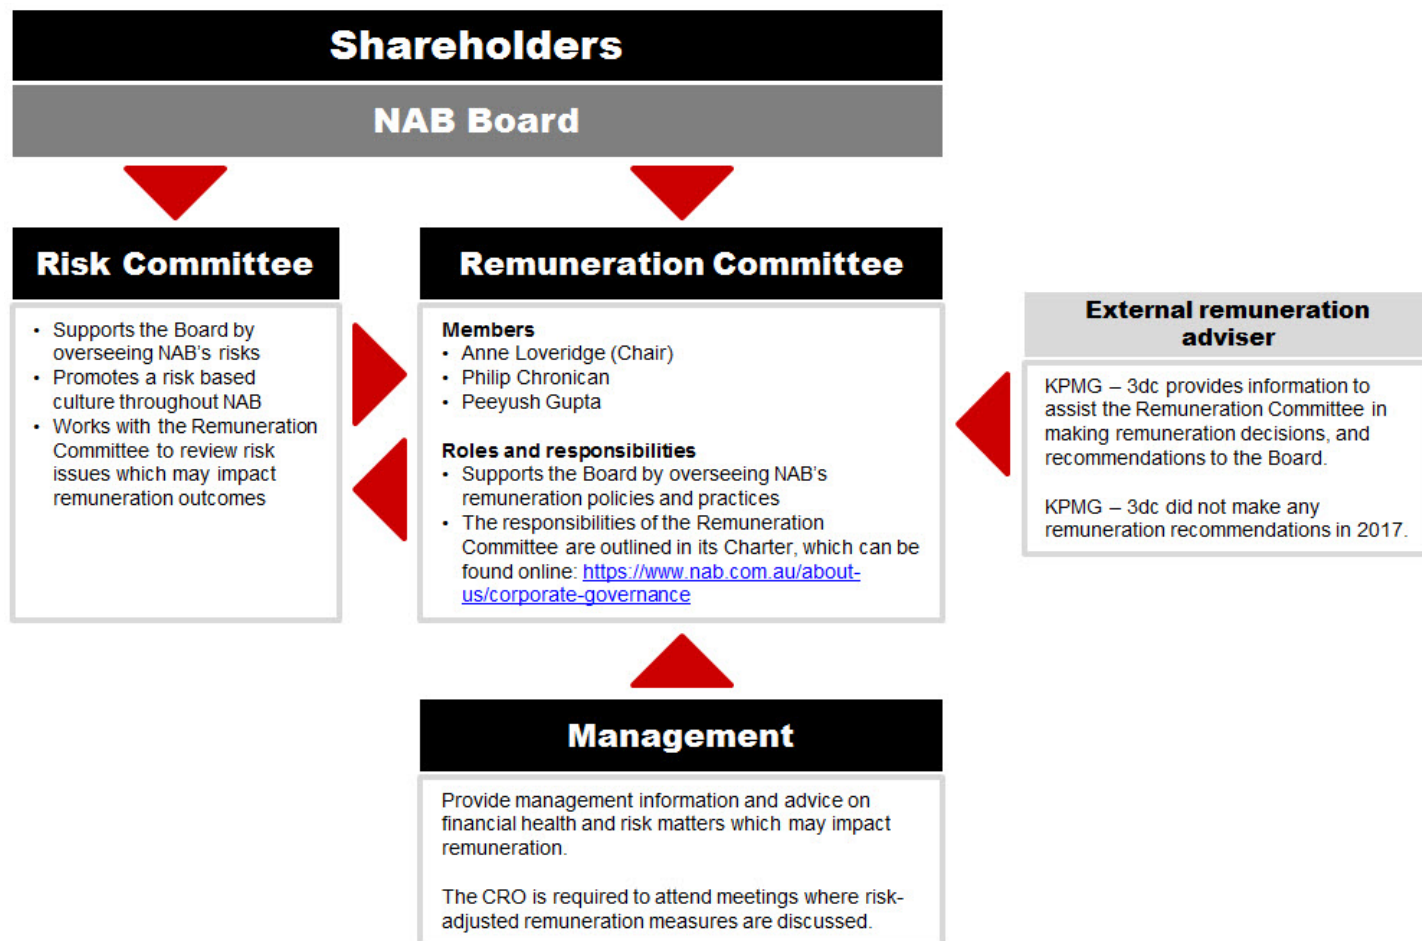 Shareholders
NAB Board
Risk Committee
• Supports the Board by
overseeing NAB's risks
• Promotes a risk based
culture throughout NAB
• Works with the Remuneration
Committee to review risk
issues which may impact
remuneration outcomes
Remuneration Committee
Members
• Anne Loveridge (Chair)
• Philip Chronican
• Peeyush Gupta
Roles and responsibilities
• Supports the Board by overseeing NAB's
remuneration policies and practices
• The responsibilities of the Remuneration
Committee are outlined in its Charter, which can be
found online: https://www.nab.com.au/about-
us/corporate-governance
External remuneration
adviser
KPMG – 3dc provides information to
assist the Remuneration Committee in
making remuneration decisions, and
recommendations to the Board.
KPMG – 3dc did not make any
remuneration recommendations in 2017.
Management
Provide management information and advice on
financial health and risk matters which may impact
remuneration.
The CRO is required to attend meetings where risk-
adjusted remuneration measures are discussed.